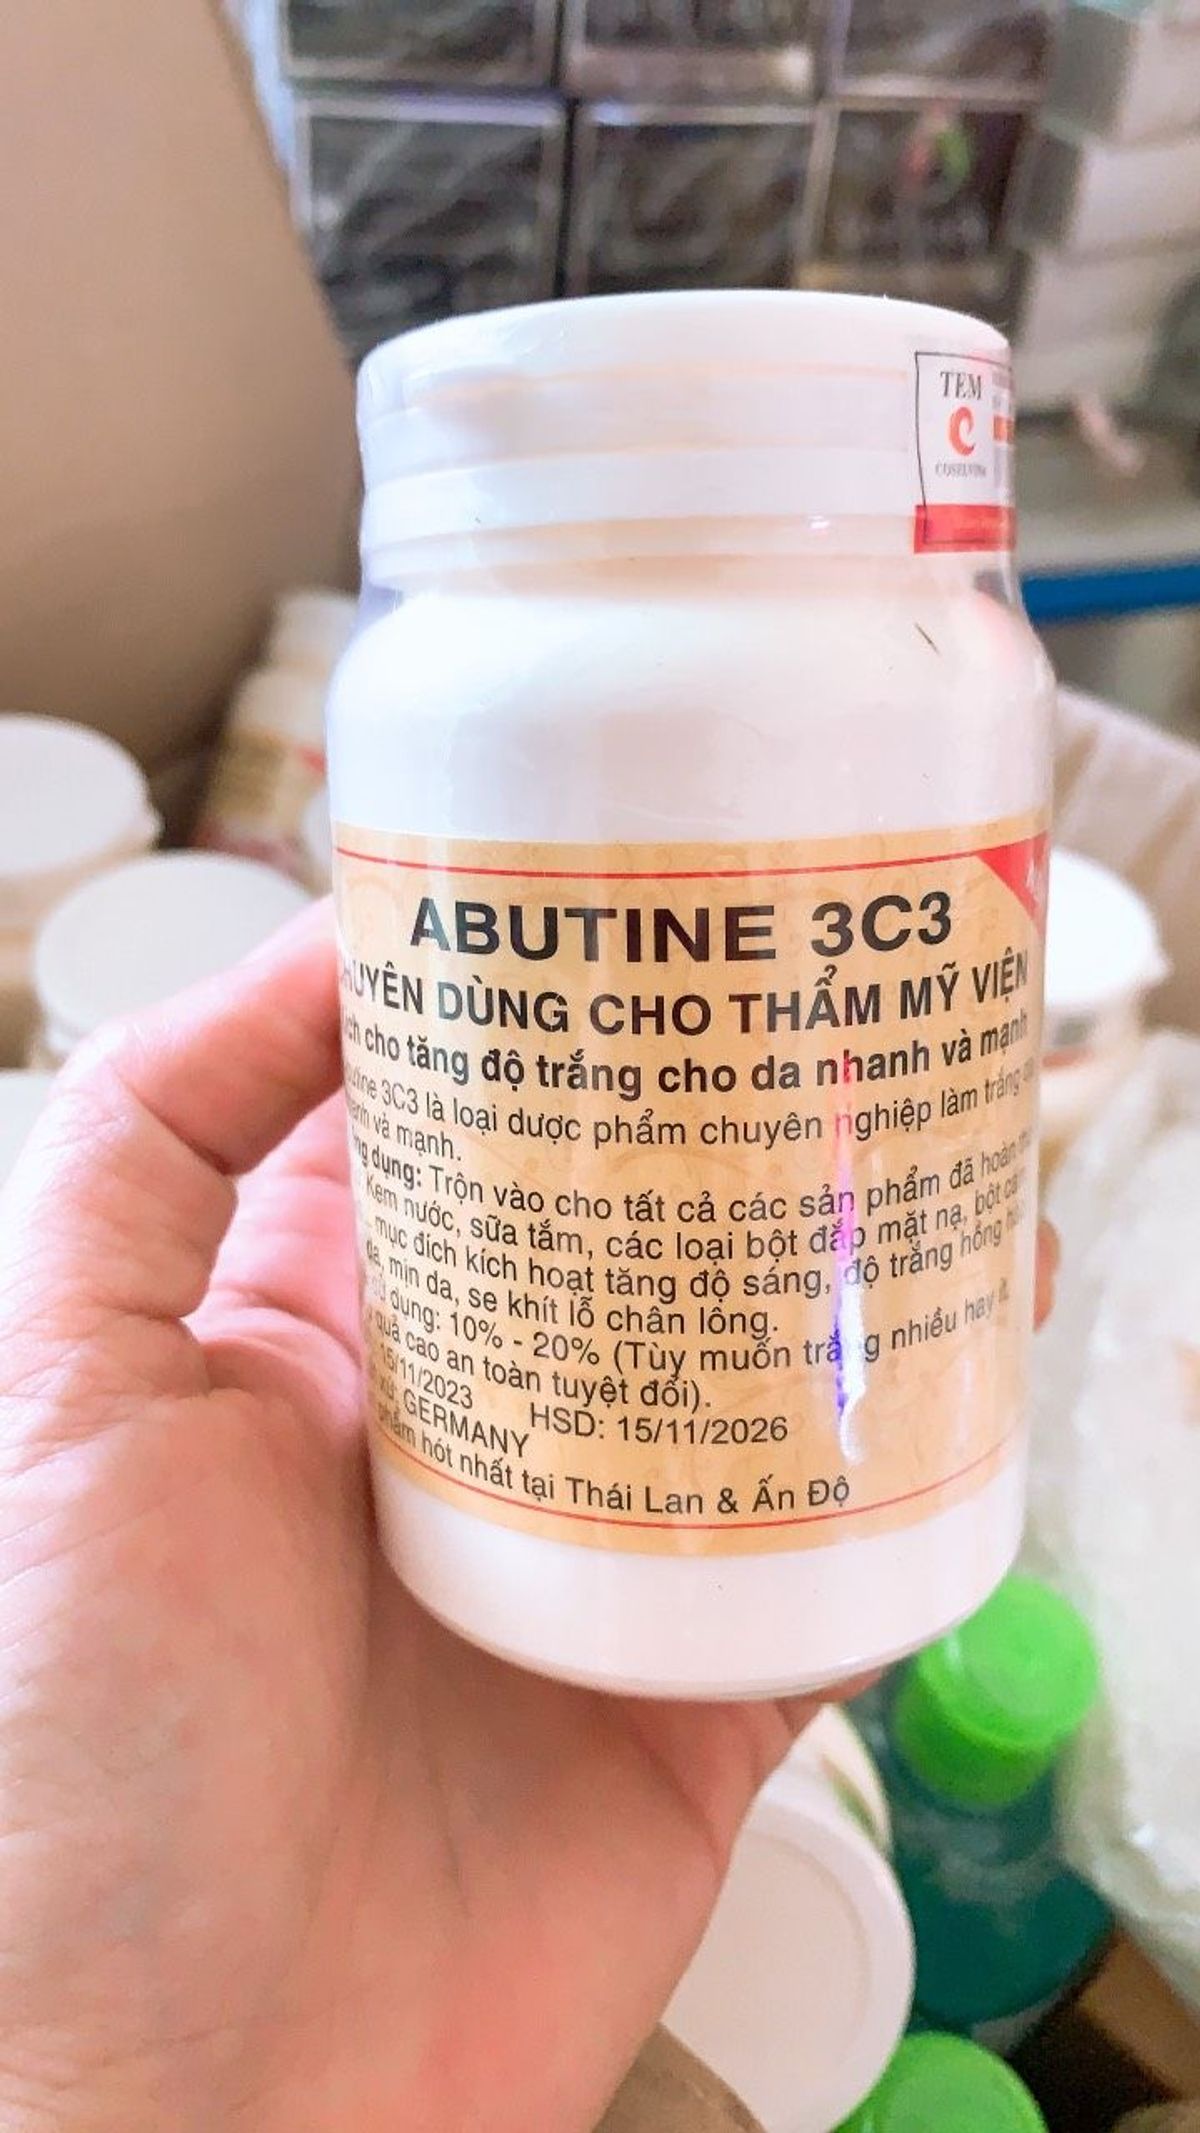 TEM
ABUTINE 3C3
CHUYÊN DÙNG CHO THẨM MỸ VIỆN
cho tăng độ trắng cho da nhanh và mạnh
3C3 là loại dược phẩm chuyên nghiệp làm trắng
và mạnh.
dụng: Trộn vào cho tất cả các sản phẩm đã hoàn
Kem nước, sữa tắm, các loại bột đắp mặt nạ, bột
mục đích kích hoạt tăng độ sáng, độ trắng hồng
da, mịn da, se khít lỗ chân lông.
dụng: 10% - 20% (Tùy muốn trắng nhiều hay ít.
quả cao an toàn tuyệt đối).
15/11/2023 HSD: 15/11/2026
GERMANY
phẩm hót nhất tại Thái Lan & Ấn Độ